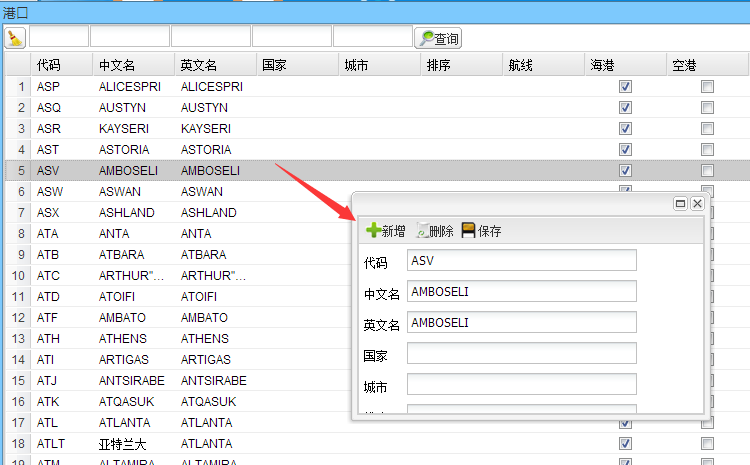 港口
查询
代码 中文名 英文名 国家 城市 排序 航线 海港 空港
1 ASP ALICESPRI ALICESPRI
2 ASQ AUSTYN AUSTYN
3 ASR KAYSERI KAYSERI
4 AST ASTORIA ASTORIA
5 ASV AMBOSELI AMBOSELI
6 ASW ASWAN ASWAN
7 ASX ASHLAND ASHLAND
8 ATA ANTA ANTA
9 ATB ATBARA ATBARA
10 ATC ARTHUR"... ARTHUR"...
11 ATD ATOIFI ATOIFI
12 ATF AMBATO AMBATO
13 ATH ATHENS ATHENS
14 ATI ARTIGAS ARTIGAS
15 ATJ ANTSIRABE ANTSIRABE
16 ATK ATQASUK ATQASUK
17 ATL ATLANTA ATLANTA
18 ATLT 亚特兰大 ATLANTA
19 ATM ALTAMIRA ALTAMIRA
新增 删除 保存
代码 ASV
中文名 AMBOSELI
英文名 AMBOSELI
国家
城市